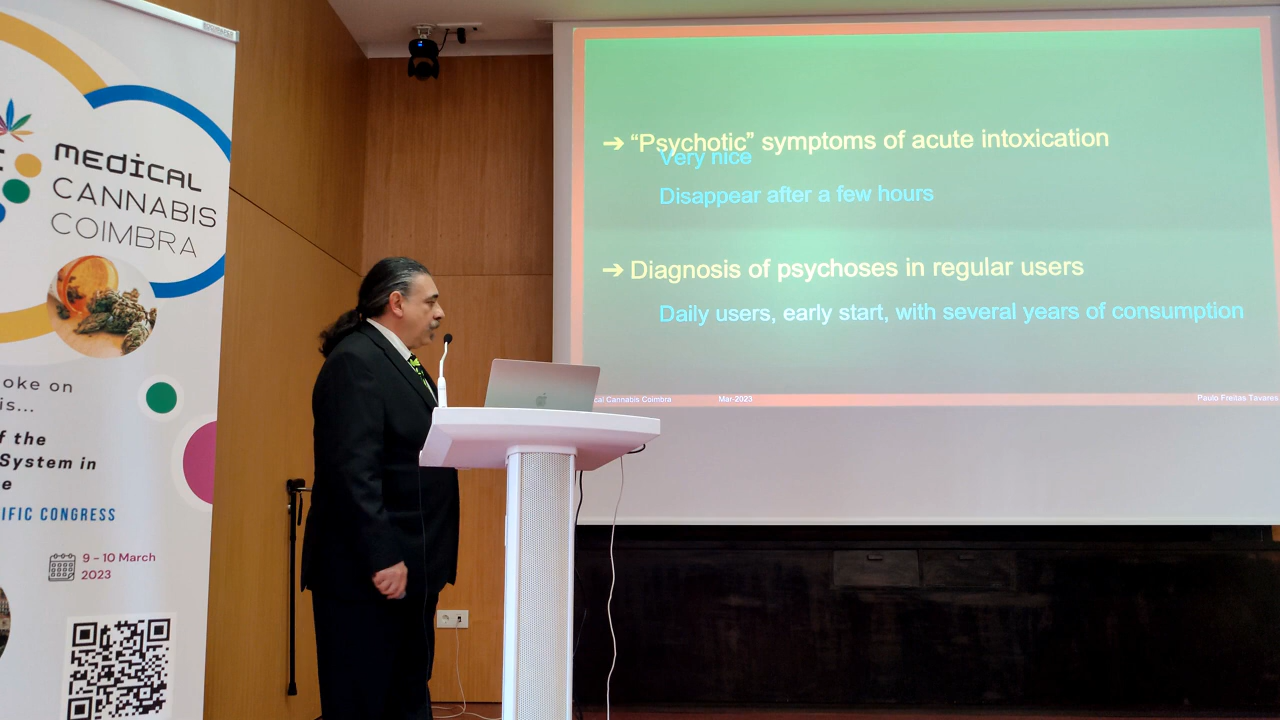 MEDICAL
CANNABIS
COIMBRA
oke on
is...
f the
System in
e
IFIC CONGRESS
9 - 10 March
2023
➔ “Psychotic” symptoms of acute intoxication
Very nice
Disappear after a few hours
➔ Diagnosis of psychoses in regular users
Daily users, early start, with several years of consumption
cal Cannabis Coimbra
Mar-2023
Paulo Freitas Tavares